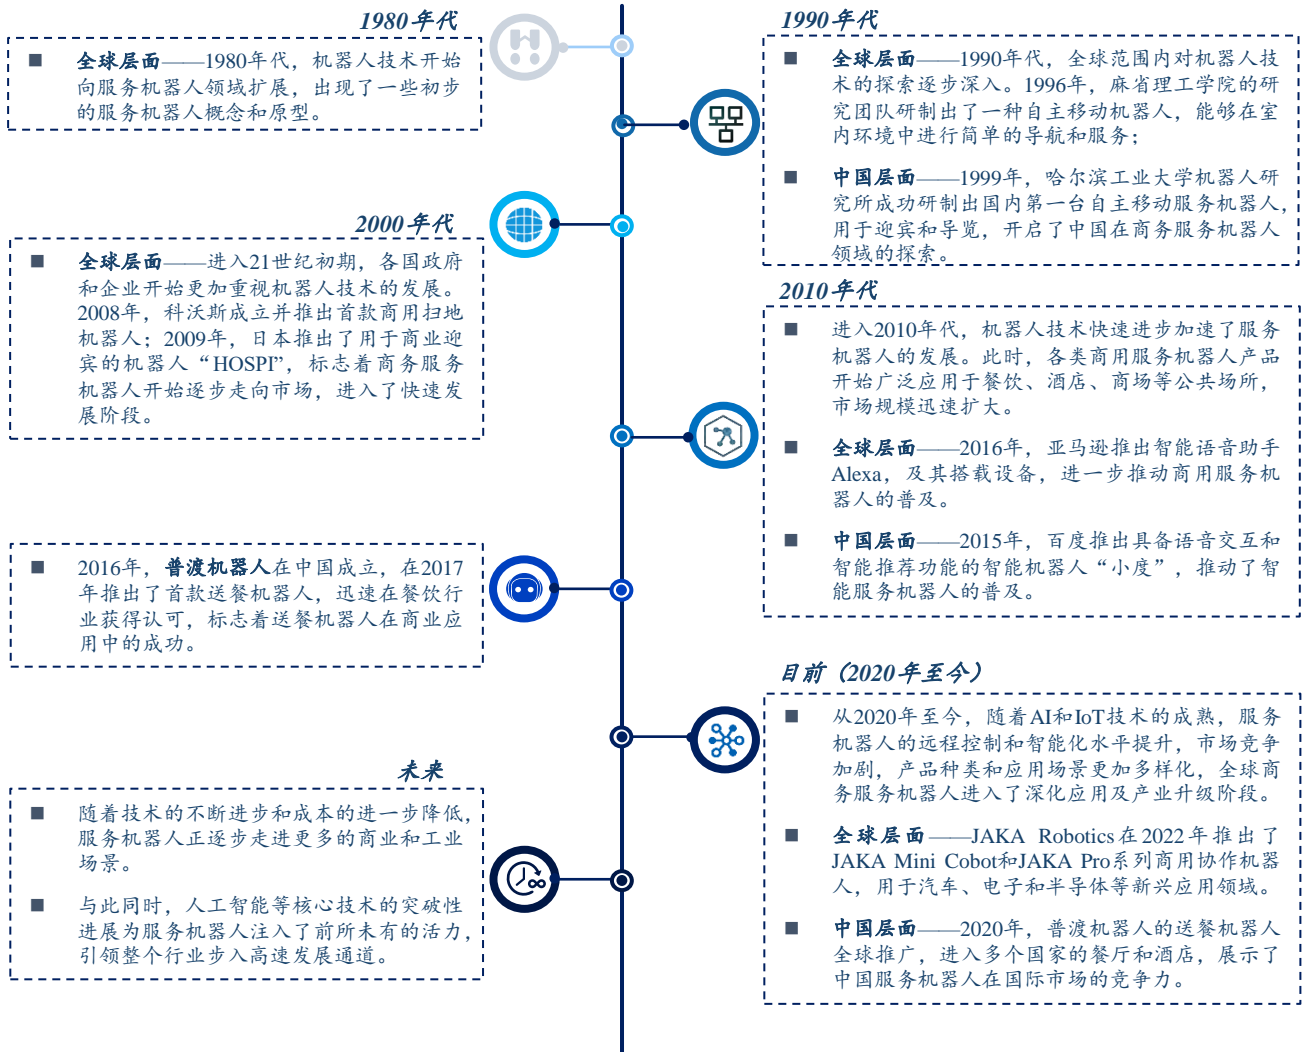 1980年代
■ 全球层面——1980年代，机器人技术开始
向服务机器人领域扩展，出现了一些初步
的服务机器人概念和原型。
1990年代
■ 全球层面——1990年代，全球范围内对机器人技
术的探索逐步深入。1996年，麻省理工学院的研
究团队研制出了一种自主移动机器人，能够在室
内环境中进行简单的导航和服务；
■ 中国层面——1999年，哈尔滨工业大学机器人研
究所成功研制出国内第一台自主移动服务机器人，
用于迎宾和导览，开启了中国在商务服务机器人
领域的探索。
2000年代
■ 全球层面——进入21世纪初期，各国政府
和企业开始更加重视机器人技术的发展。
2008年，科沃斯成立并推出首款商用扫地
机器人；2009年，日本推出了用于商业迎
宾的机器人“HOSPI”，标志着商务服务
机器人开始逐步走向市场，进入了快速发
展阶段。
2010年代
■ 进入2010年代，机器人技术快速进步加速了服务
机器人的发展。此时，各类商用服务机器人产品
开始广泛应用于餐饮、酒店、商场等公共场所，
市场规模迅速扩大。
■ 全球层面——2016年，亚马逊推出智能语音助手
Alexa，及其搭载设备，进一步推动商用服务机
器人的普及。
■ 中国层面——2015年，百度推出具备语音交互和
智能推荐功能的智能机器人“小度”，推动了智
能服务机器人的普及。
■ 2016年，普渡机器人在中国成立，在2017
年推出了首款送餐机器人，迅速在餐饮行
业获得认可，标志着送餐机器人在商业应
用中的成功。
目前（2020年至今）
■ 从2020年至今，随着AI和IoT技术的成熟，服务
机器人的远程控制和智能化水平提升，市场竞争
加剧，产品种类和应用场景更加多样化，全球商
务服务机器人进入了深化应用及产业升级阶段。
■ 全球层面——JAKA Robotics在2022年推出了
JAKA Mini Cobot和JAKA Pro系列商用协作机器
人，用于汽车、电子和半导体等新兴应用领域。
■ 中国层面——2020年，普渡机器人的送餐机器人
全球推广，进入多个国家的餐厅和酒店，展示了
中国服务机器人在国际市场的竞争力。
未来
■ 随着技术的不断进步和成本的进一步降低，
服务机器人正逐步走进更多的商业和工业
场景。
■ 与此同时，人工智能等核心技术的突破性
进展为服务机器人注入了前所未有的活力，
引领整个行业步入高速发展通道。